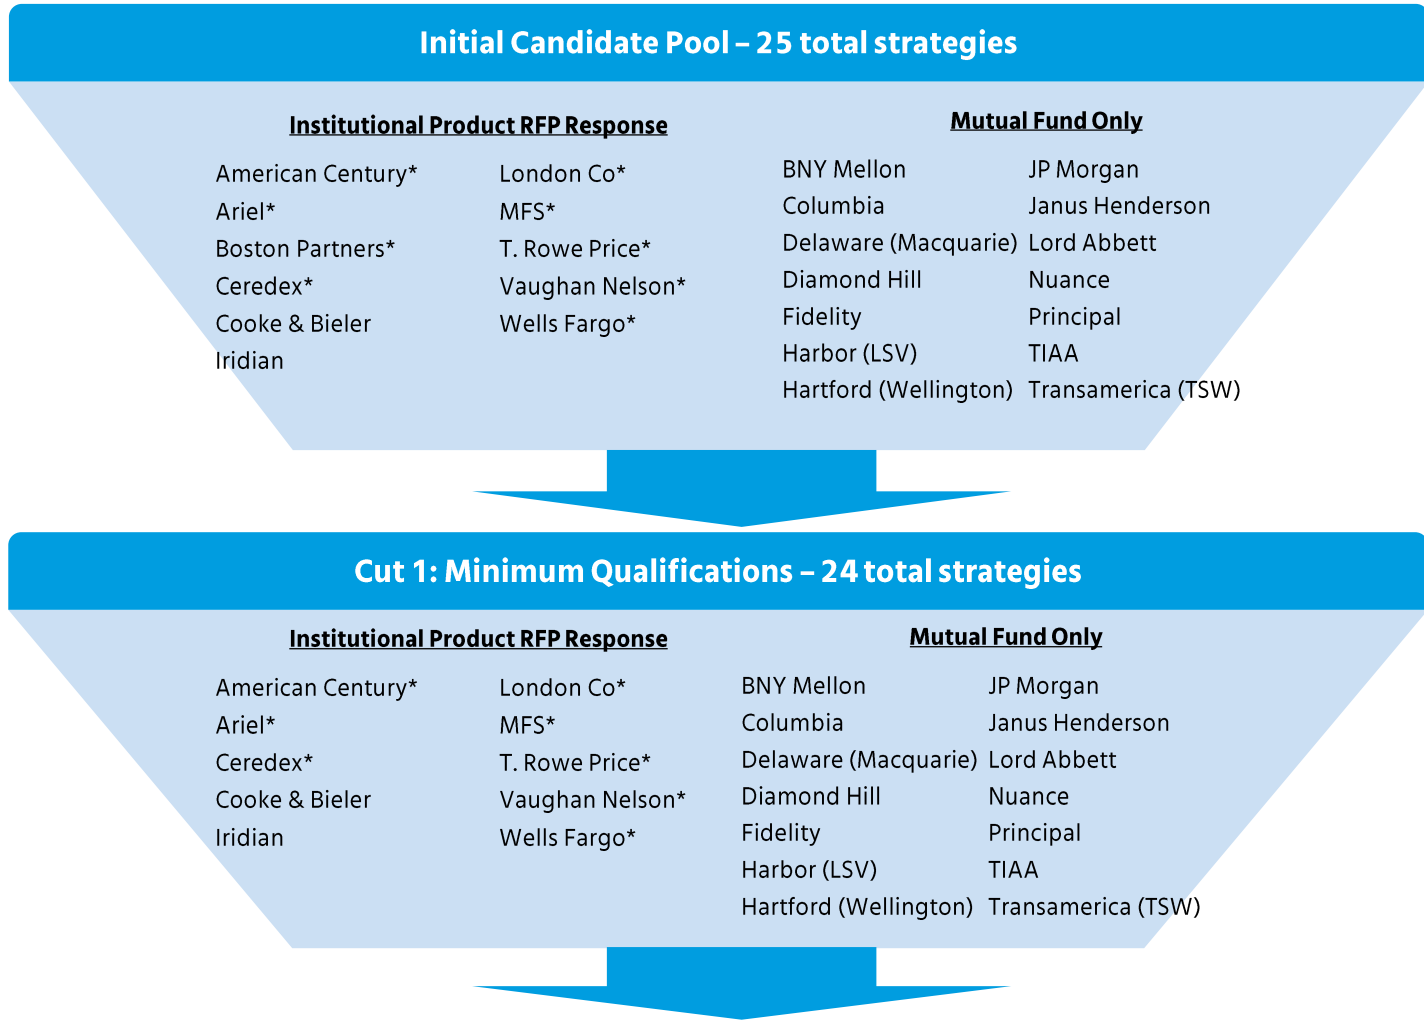 Initial Candidate Pool – 25 total strategies
Institutional Product RFP Response
American Century*
Ariel*
Boston Partners*
Ceredex*
Cooke & Bieler
Iridian
London Co*
MFS*
T. Rowe Price*
Vaughan Nelson*
Wells Fargo*
Mutual Fund Only
BNY Mellon
Columbia
Delaware (Macquarie)
Diamond Hill
Fidelity
Harbor (LSV)
Hartford (Wellington)
JP Morgan
Janus Henderson
Lord Abbett
Nuance
Principal
TIAA
Transamerica (TSW)
Cut 1: Minimum Qualifications – 24 total strategies
Institutional Product RFP Response
American Century*
Ariel*
Ceredex*
Cooke & Bieler
Iridian
London Co*
MFS*
T. Rowe Price*
Vaughan Nelson*
Wells Fargo*
Mutual Fund Only
BNY Mellon
Columbia
Delaware (Macquarie)
Diamond Hill
Fidelity
Harbor (LSV)
Hartford (Wellington)
JP Morgan
Janus Henderson
Lord Abbett
Nuance
Principal
TIAA
Transamerica (TSW)